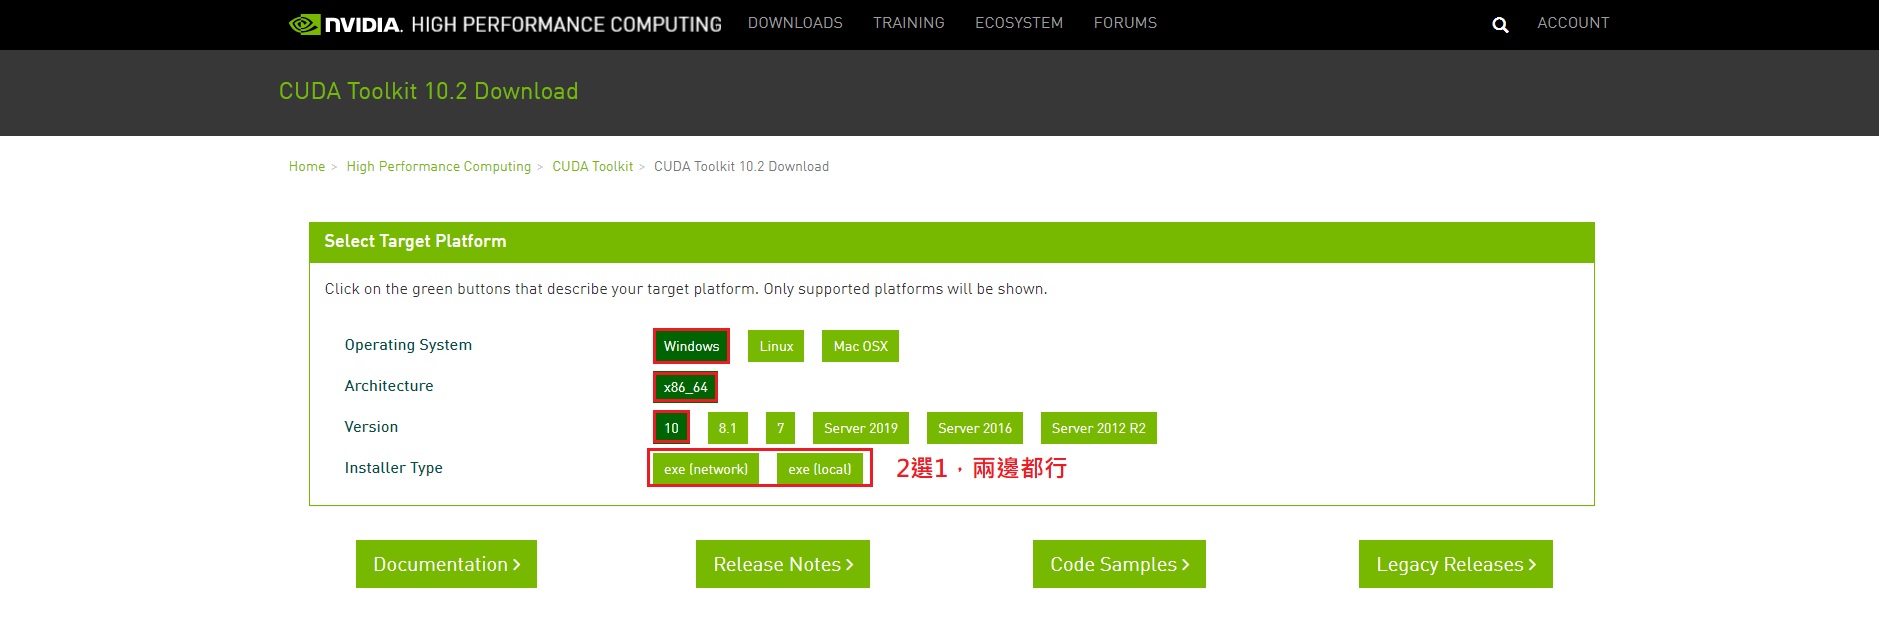 NVIDIA. HIGH PERFORMANCE COMPUTING DOWNLOADS TRAINING ECOSYSTEM FORUMS ACCOUNT
CUDA Toolkit 10.2 Download
Home > High Performance Computing > CUDA Toolkit > CUDA Toolkit 10.2 Download
Select Target Platform
Click on the green buttons that describe your target platform. Only supported platforms will be shown.
Operating System Windows Linux Mac OSX
Architecture x86_64
Version 10 8.1 7 Server 2019 Server 2016 Server 2012 R2
Installer Type exe (network) exe (local) 2選1,兩邊都行
Documentation > Release Notes > Code Samples > Legacy Releases >